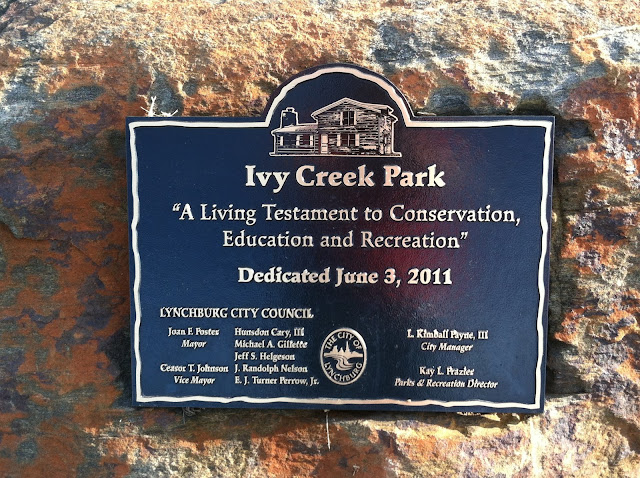 Ivy Creek Park
"A Living Testament to Conservation,
Education and Recreation"
Dedicated June 3, 2011
LYNCHBURG CITY COUNCIL
Joan F. Foster
Mayor
Ceasor T. Johnson
Vice Mayor
Hunsdon Cary, III
Michael A. Gillette
Jeff S. Helgeson
J. Randolph Nelson
E. J. Turner Perrow, Jr.
THE CITY OF
LYNCHBURG
L. Kimball Payne, III
City Manager
Kay L. Frazier
Parks & Recreation Director